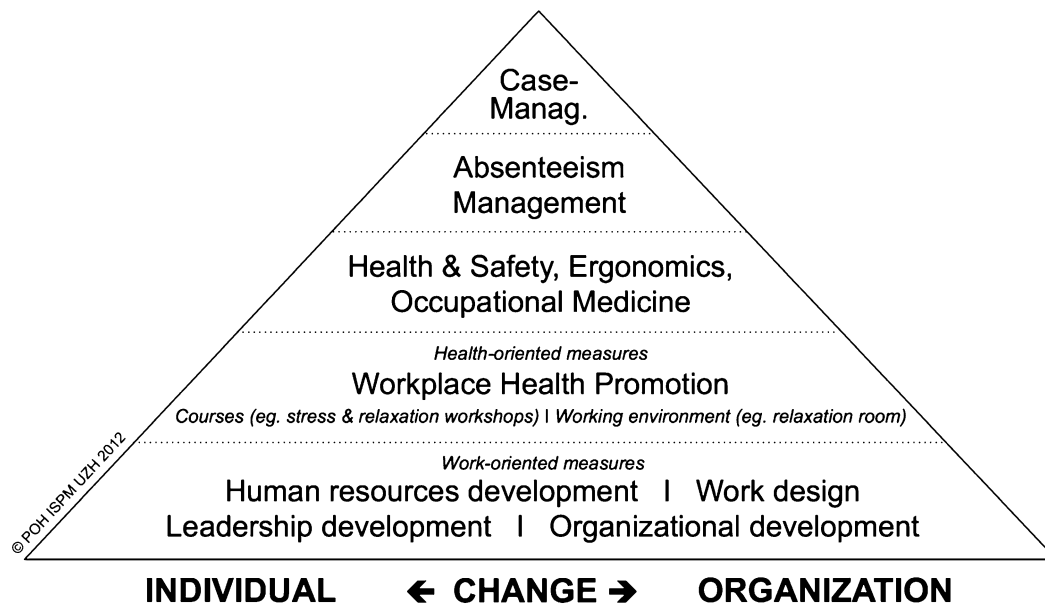 Case-
Manag.
Absenteeism
Management
Health & Safety, Ergonomics,
Occupational Medicine
Health-oriented measures
Workplace Health Promotion
Courses (eg. stress & relaxation workshops) I Working environment (eg. relaxation room)
Work-oriented measures
Human resources development I Work design
Leadership development I Organizational development
© POH ISPM UZH 2012
INDIVIDUAL ← CHANGE → ORGANIZATION